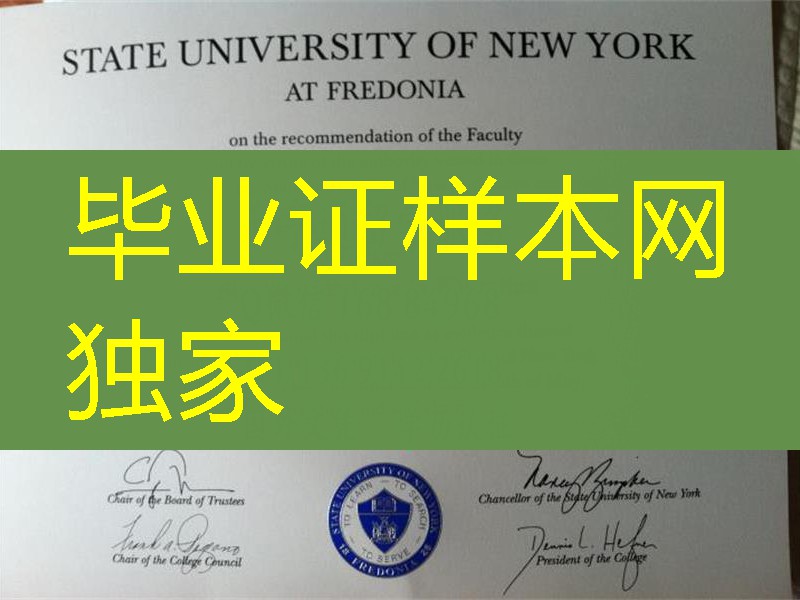 STATE UNIVERSITY OF NEW YORK
AT FREDONIA
on the recommendation of the Faculty
毕业证样本网
独家
Chair of the Board of Trustees
Chancellor of the State University of New York
Chair of the College Council
President of the College
STATE UNIVERSITY OF NEW YORK
TO LEARN — TO SEARCH
— TO SERVE —
18 FREDONIA 26